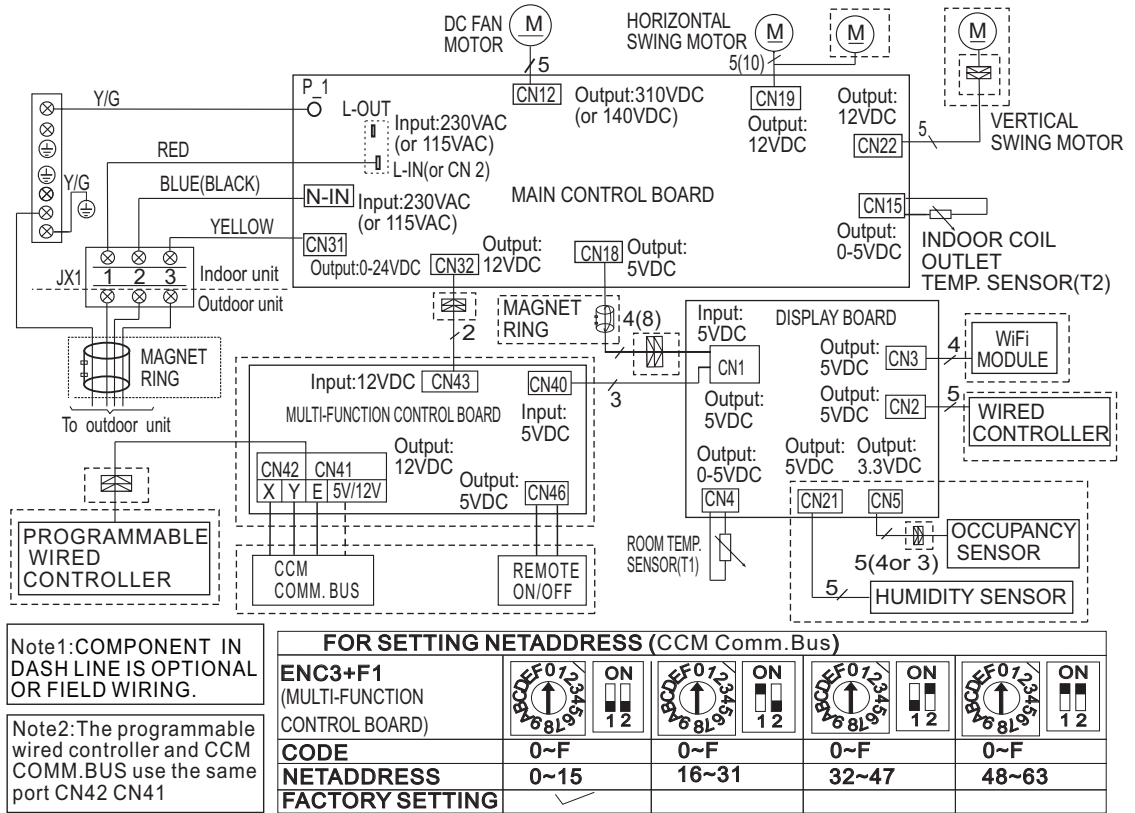 DC FAN
MOTOR
M
5
HORIZONTAL
SWING MOTOR
M
M
5(10)
M
P_1
L-OUT
Input:230VAC
(or 115VAC)
L-IN(or CN 2)
CN12
Output:310VDC
(or 140VDC)
CN19
Output:
12VDC
Output:
12VDC
CN22
5
VERTICAL
SWING MOTOR
Y/G
RED
BLUE(BLACK)
YELLOW
Y/G
N-IN
Input:230VAC
(or 115VAC)
MAIN CONTROL BOARD
CN15
Output:
0-5VDC
INDOOR COIL
OUTLET
TEMP. SENSOR(T2)
CN31
Output:0-24VDC
CN32
Output:
12VDC
CN18
Output:
5VDC
JX1
1 2 3
Indoor unit
Outdoor unit
MAGNET
RING
To outdoor unit
2
MAGNET
RING
4(8)
Input:
5VDC
DISPLAY BOARD
CN1
Output:
5VDC
Output:
5VDC
CN3
4
WiFi
MODULE
Output:
5VDC
CN2
5
WIRED
CONTROLLER
Input:12VDC
CN43
CN40
Input:
5VDC
3
MULTI-FUNCTION CONTROL BOARD
Output:
12VDC
CN42 CN41
X Y E 5V/12V
Output:
5VDC
CN46
Output:
0-5VDC
CN4
Output:
5VDC
CN21
Output:
3.3VDC
CN5
ROOM TEMP.
SENSOR(T1)
5(4or 3)
OCCUPANCY
SENSOR
5
HUMIDITY SENSOR
PROGRAMMABLE
WIRED
CONTROLLER
CCM
COMM. BUS
REMOTE
ON/OFF
Note1:COMPONENT IN
DASH LINE IS OPTIONAL
OR FIELD WIRING.
Note2:The programmable
wired controller and CCM
COMM.BUS use the same
port CN42 CN41
FOR SETTING NETADDRESS (CCM Comm.Bus)
ENC3+F1
(MULTI-FUNCTION
CONTROL BOARD)
0123456789ABCDEF
ON
1 2
0123456789ABCDEF
ON
1 2
0123456789ABCDEF
ON
1 2
0123456789ABCDEF
ON
1 2
CODE 0~F 0~F 0~F 0~F
NETADDRESS 0~15 16~31 32~47 48~63
FACTORY SETTING